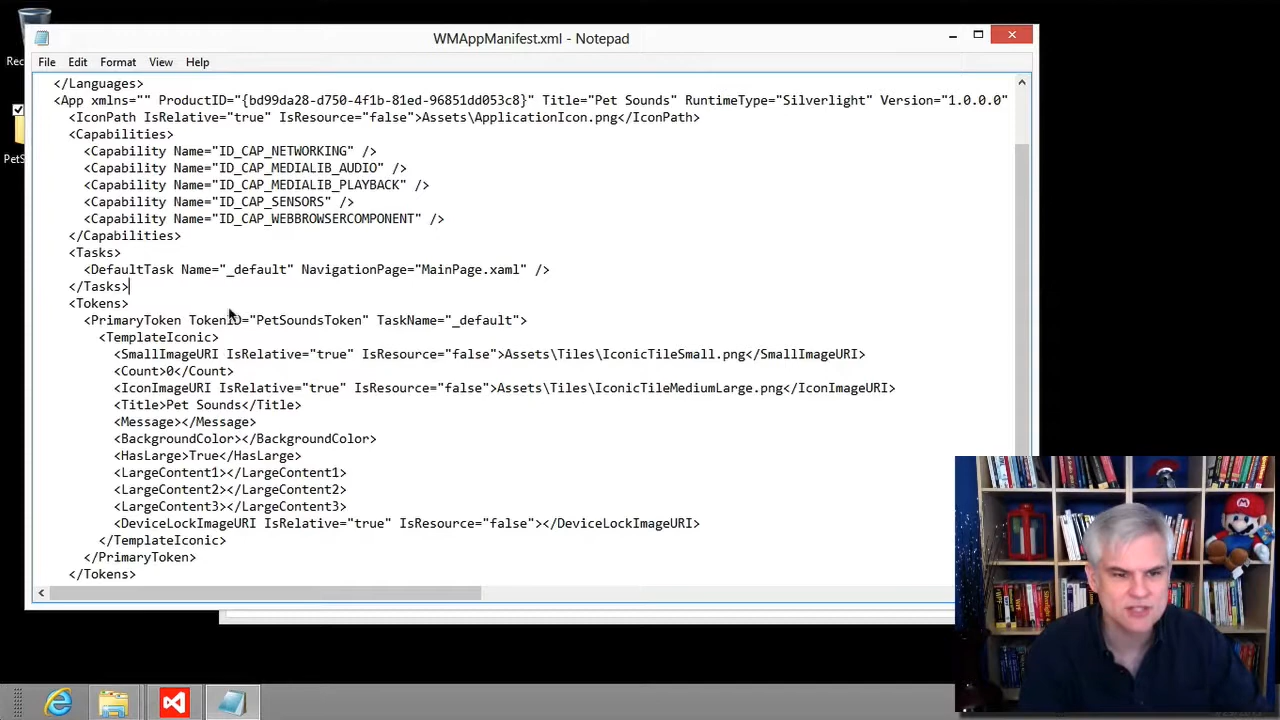 WMAppManifest.xml - Notepad
File Edit Format View Help
</Languages>
<App xmlns="" ProductID="{bd99da28-d750-4f1b-81ed-96851dd053c8}" Title="Pet Sounds" RuntimeType="Silverlight" Version="1.0.0.0"
<IconPath IsRelative="true" IsResource="false">Assets\ApplicationIcon.png</IconPath>
<Capabilities>
<Capability Name="ID_CAP_NETWORKING" />
<Capability Name="ID_CAP_MEDIALIB_AUDIO" />
<Capability Name="ID_CAP_MEDIALIB_PLAYBACK" />
<Capability Name="ID_CAP_SENSORS" />
<Capability Name="ID_CAP_WEBBROWSERCOMPONENT" />
</Capabilities>
<Tasks>
<DefaultTask Name="_default" NavigationPage="MainPage.xaml" />
</Tasks>
<Tokens>
<PrimaryToken TokenID="PetSoundsToken" TaskName="_default">
<TemplateIconic>
<SmallImageURI IsRelative="true" IsResource="false">Assets\Tiles\IconicTileSmall.png</SmallImageURI>
<Count>0</Count>
<IconImageURI IsRelative="true" IsResource="false">Assets\Tiles\IconicTileMediumLarge.png</IconImageURI>
<Title>Pet Sounds</Title>
<Message></Message>
<BackgroundColor></BackgroundColor>
<HasLarge>True</HasLarge>
<LargeContent1></LargeContent1>
<LargeContent2></LargeContent2>
<LargeContent3></LargeContent3>
<DeviceLockImageURI IsRelative="true" IsResource="false"></DeviceLockImageURI>
</TemplateIconic>
</PrimaryToken>
</Tokens>
Rec
PetS